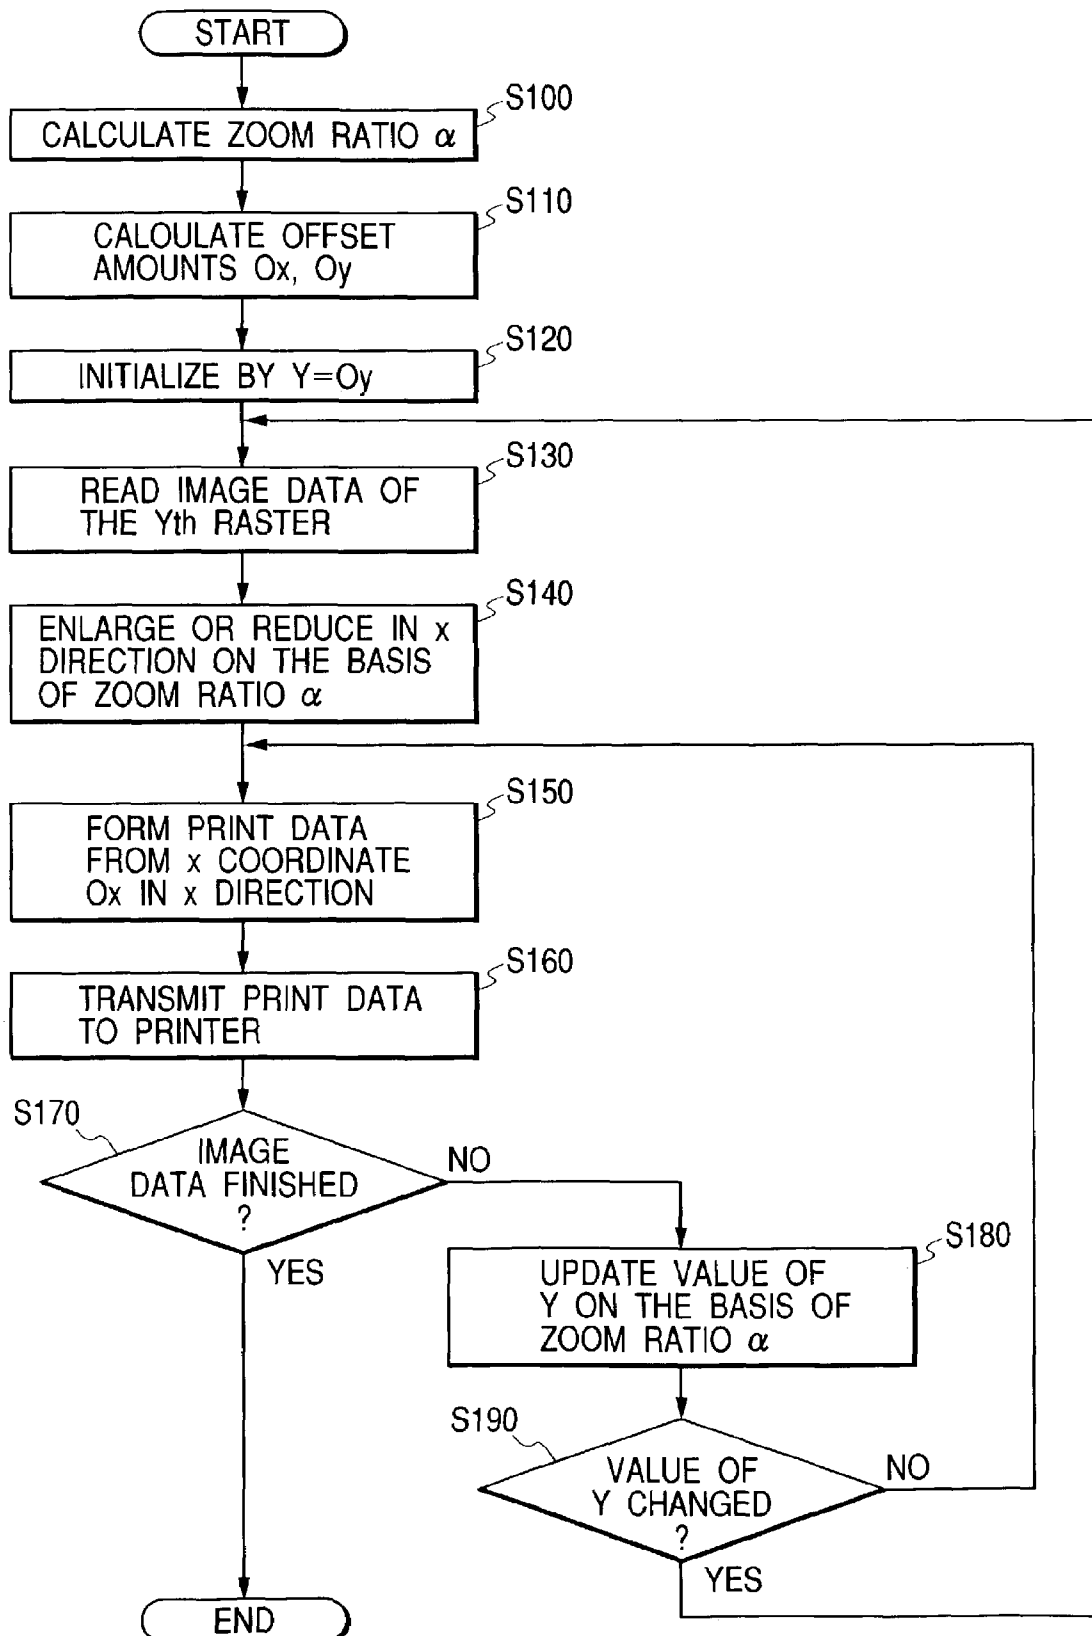 START
S100
CALCULATE ZOOM RATIO α
S110
CALOULATE OFFSET
AMOUNTS Ox, Oy
S120
INITIALIZE BY Y=Oy
S130
READ IMAGE DATA OF
THE Yth RASTER
S140
ENLARGE OR REDUCE IN x
DIRECTION ON THE BASIS
OF ZOOM RATIO α
S150
FORM PRINT DATA
FROM x COORDINATE
Ox IN x DIRECTION
S160
TRANSMIT PRINT DATA
TO PRINTER
S170
IMAGE
DATA FINISHED
?
NO
YES
S180
UPDATE VALUE OF
Y ON THE BASIS OF
ZOOM RATIO α
S190
VALUE OF
Y CHANGED
?
NO
YES
END